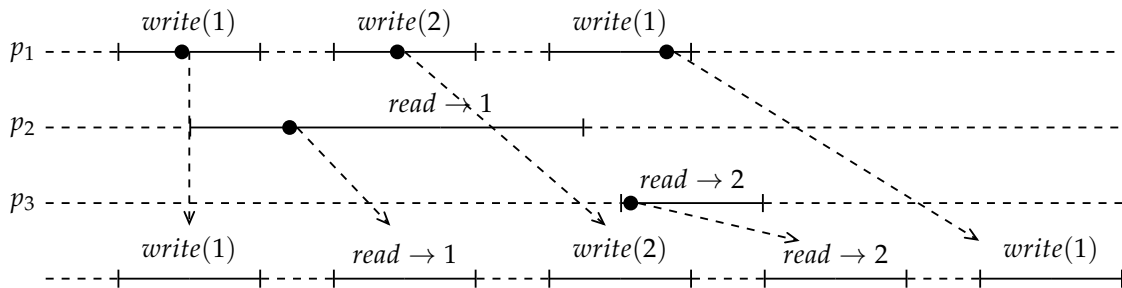 write(1) write(2) write(1)
p1
read → 1
p2
read → 2
p3
write(1) read → 1 write(2) read → 2 write(1)